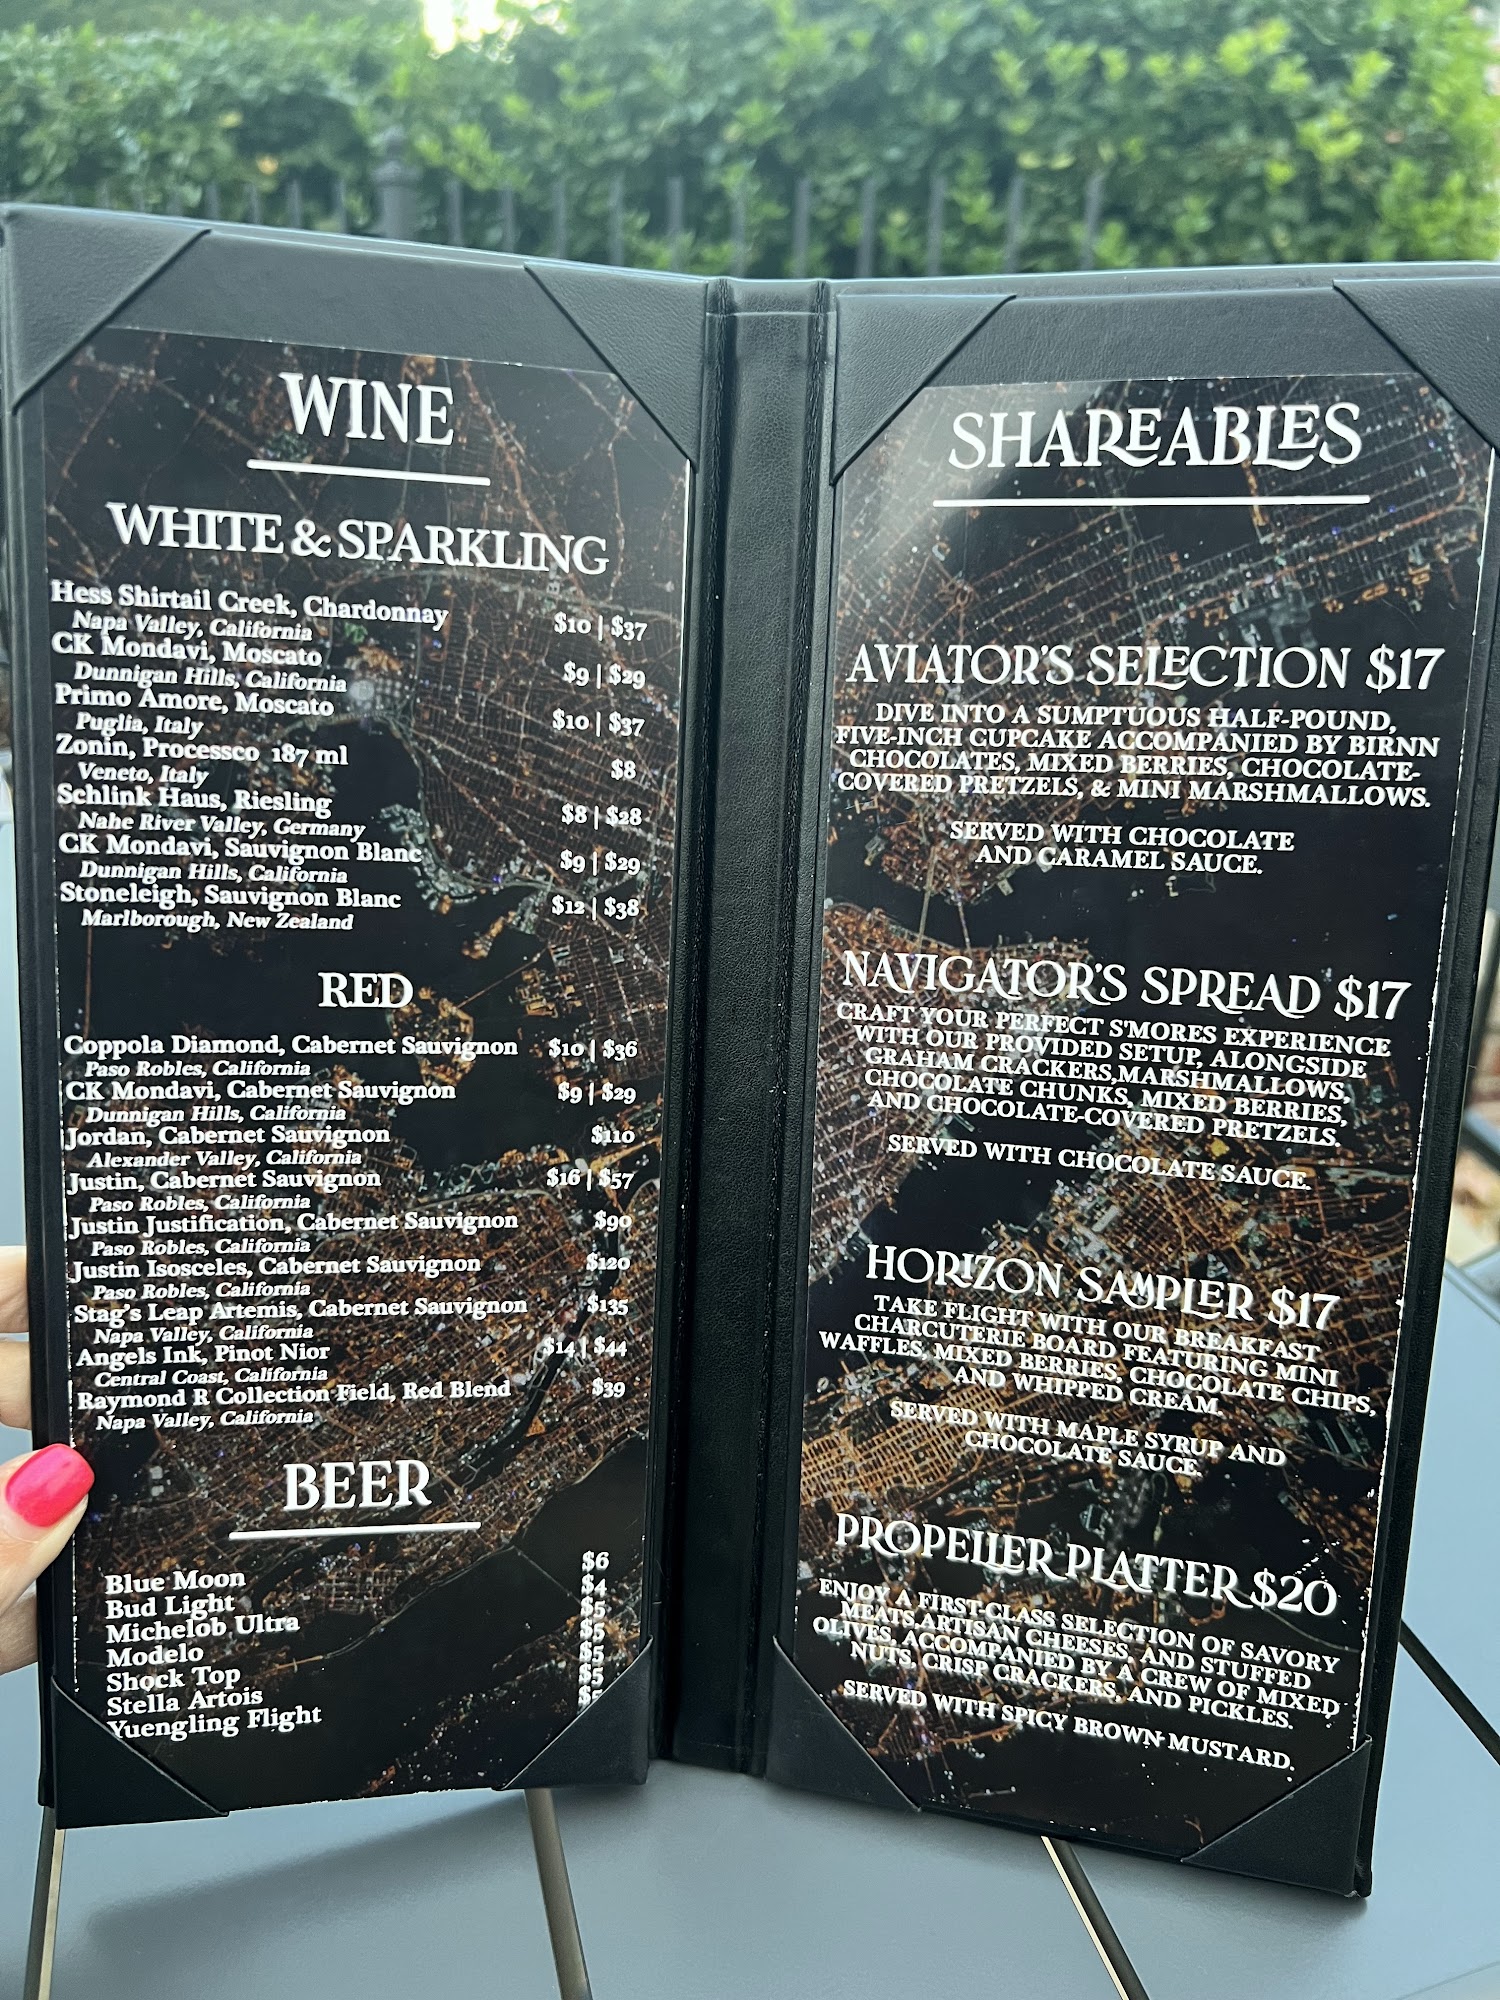 WINE
WHITE & SPARKLING
Hess Shirtail Creek, Chardonnay $10 | $37
Napa Valley, California
CK Mondavi, Moscato $9 | $29
Dunnigan Hills, California
Primo Amore, Moscato $10 | $37
Puglia, Italy
Zonin, Processco 187 ml $8
Veneto, Italy
Schlink Haus, Riesling $8 | $28
Nahe River Valley, Germany
CK Mondavi, Sauvignon Blanc $9 | $29
Dunnigan Hills, California
Stoneleigh, Sauvignon Blanc $12 | $38
Marlborough, New Zealand
RED
Coppola Diamond, Cabernet Sauvignon $10 | $36
Paso Robles, California
CK Mondavi, Cabernet Sauvignon $9 | $29
Dunnigan Hills, California
Jordan, Cabernet Sauvignon $110
Alexander Valley, California
Justin, Cabernet Sauvignon $16 | $57
Paso Robles, California
Justin Justification, Cabernet Sauvignon $90
Paso Robles, California
Justin Isosceles, Cabernet Sauvignon $120
Paso Robles, California
Stag's Leap Artemis, Cabernet Sauvignon $135
Napa Valley, California
Angels Ink, Pinot Nior $14 | $44
Central Coast, California
Raymond R Collection Field, Red Blend $39
Napa Valley, California
BEER
Blue Moon $6
Bud Light $4
Michelob Ultra $5
Modelo $5
Shock Top $5
Stella Artois $5
Yuengling Flight $5
SHAREABLES
AVIATOR'S SELECTION $17
DIVE INTO A SUMPTUOUS HALF-POUND,
FIVE-INCH CUPCAKE ACCOMPANIED BY BIRNN
CHOCOLATES, MIXED BERRIES, CHOCOLATE-
COVERED PRETZELS, & MINI MARSHMALLOWS.
SERVED WITH CHOCOLATE
AND CARAMEL SAUCE.
NAVIGATOR'S SPREAD $17
CRAFT YOUR PERFECT S'MORES EXPERIENCE
WITH OUR PROVIDED SETUP, ALONGSIDE
GRAHAM CRACKERS,MARSHMALLOWS,
CHOCOLATE CHUNKS, MIXED BERRIES,
AND CHOCOLATE-COVERED PRETZELS.
SERVED WITH CHOCOLATE SAUCE.
HORIZON SAMPLER $17
TAKE FLIGHT WITH OUR BREAKFAST
CHARCUTERIE BOARD FEATURING MINI
WAFFLES, MIXED BERRIES, CHOCOLATE CHIPS,
AND WHIPPED CREAM.
SERVED WITH MAPLE SYRUP AND
CHOCOLATE SAUCE.
PROPELLER PLATTER $20
ENJOY A FIRST-CLASS SELECTION OF SAVORY
MEATS,ARTISAN CHEESES, AND STUFFED
OLIVES, ACCOMPANIED BY A CREW OF MIXED
NUTS, CRISP CRACKERS, AND PICKLES.
SERVED WITH SPICY BROWN MUSTARD.